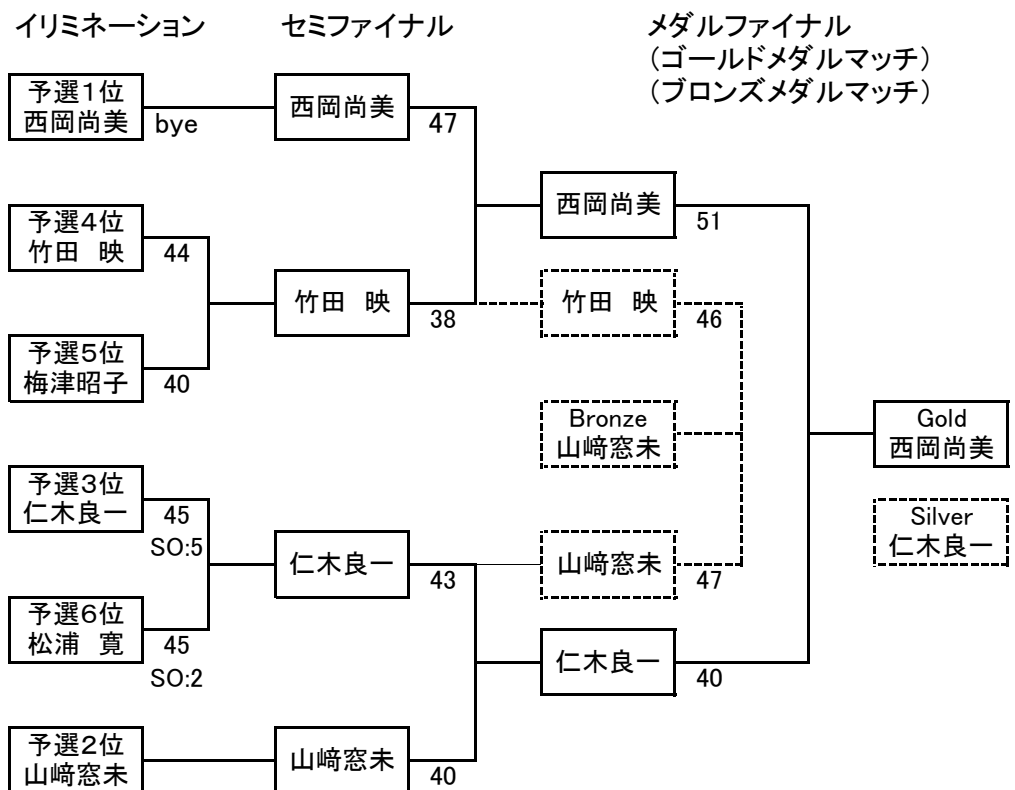 イリミネーション
セミファイナル
メダルファイナル
（ゴールドメダルマッチ）
（ブロンズメダルマッチ）
予選１位
西岡尚美
bye
西岡尚美
47
西岡尚美
51
予選４位
竹田　映
44
竹田　映
38
竹田　映
46
予選５位
梅津昭子
40
Bronze
山﨑窓未
Gold
西岡尚美
予選３位
仁木良一
45
SO:5
Silver
仁木良一
仁木良一
43
山﨑窓未
47
予選６位
松浦　寛
45
SO:2
仁木良一
40
予選２位
山﨑窓未
山﨑窓未
40